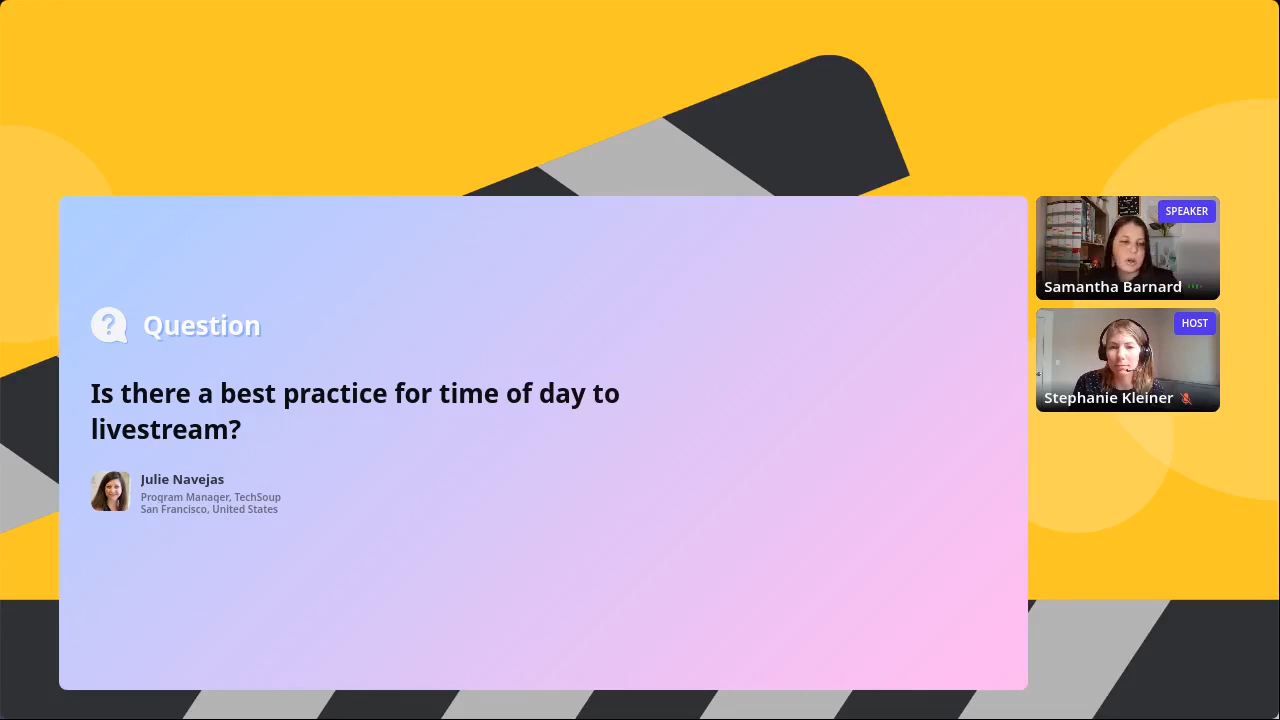 Question
Is there a best practice for time of day to
livestream?
Julie Navejas
Program Manager, TechSoup
San Francisco, United States
SPEAKER
Samantha Barnard
HOST
Stephanie Kleiner